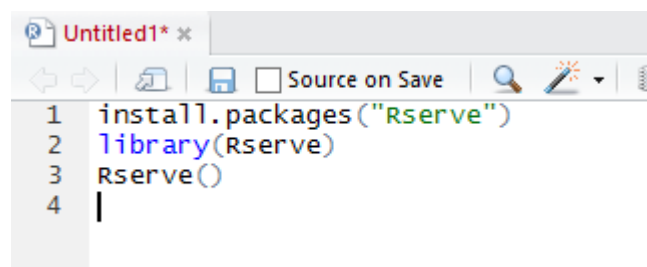 Untitled1*
Source on Save
1 install.packages("Rserve")
2 library(Rserve)
3 Rserve()
4